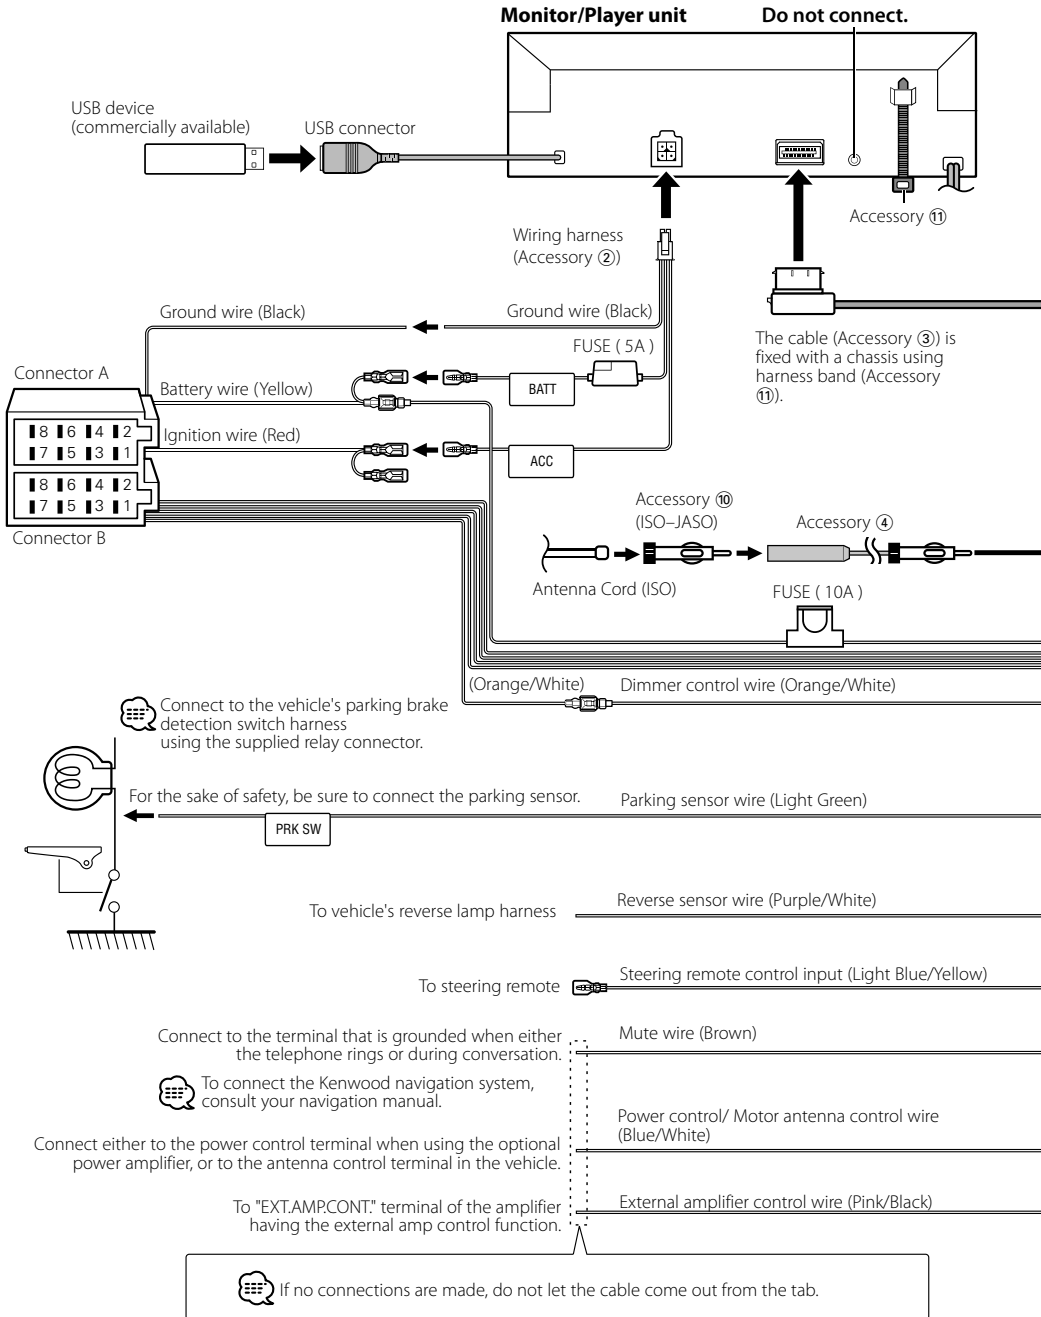 Monitor/Player unit
Do not connect.
USB device
(commercially available)
USB connector
Accessory ⑪
Wiring harness
(Accessory ②)
Ground wire (Black)
Ground wire (Black)
The cable (Accessory ③) is
fixed with a chassis using
harness band (Accessory
⑪).
FUSE ( 5A )
Connector A
Battery wire (Yellow)
BATT
Ignition wire (Red)
ACC
8 6 4 2
7 5 3 1
8 6 4 2
7 5 3 1
Connector B
Accessory ⑩
(ISO–JASO)
Accessory ④
Antenna Cord (ISO)
FUSE ( 10A )
(Orange/White)
Dimmer control wire (Orange/White)
Connect to the vehicle's parking brake
detection switch harness
using the supplied relay connector.
For the sake of safety, be sure to connect the parking sensor.
Parking sensor wire (Light Green)
PRK SW
To vehicle's reverse lamp harness
Reverse sensor wire (Purple/White)
To steering remote
Steering remote control input (Light Blue/Yellow)
Connect to the terminal that is grounded when either
the telephone rings or during conversation.
Mute wire (Brown)
To connect the Kenwood navigation system,
consult your navigation manual.
Power control/ Motor antenna control wire
(Blue/White)
Connect either to the power control terminal when using the optional
power amplifier, or to the antenna control terminal in the vehicle.
To "EXT.AMP.CONT." terminal of the amplifier
having the external amp control function.
External amplifier control wire (Pink/Black)
If no connections are made, do not let the cable come out from the tab.